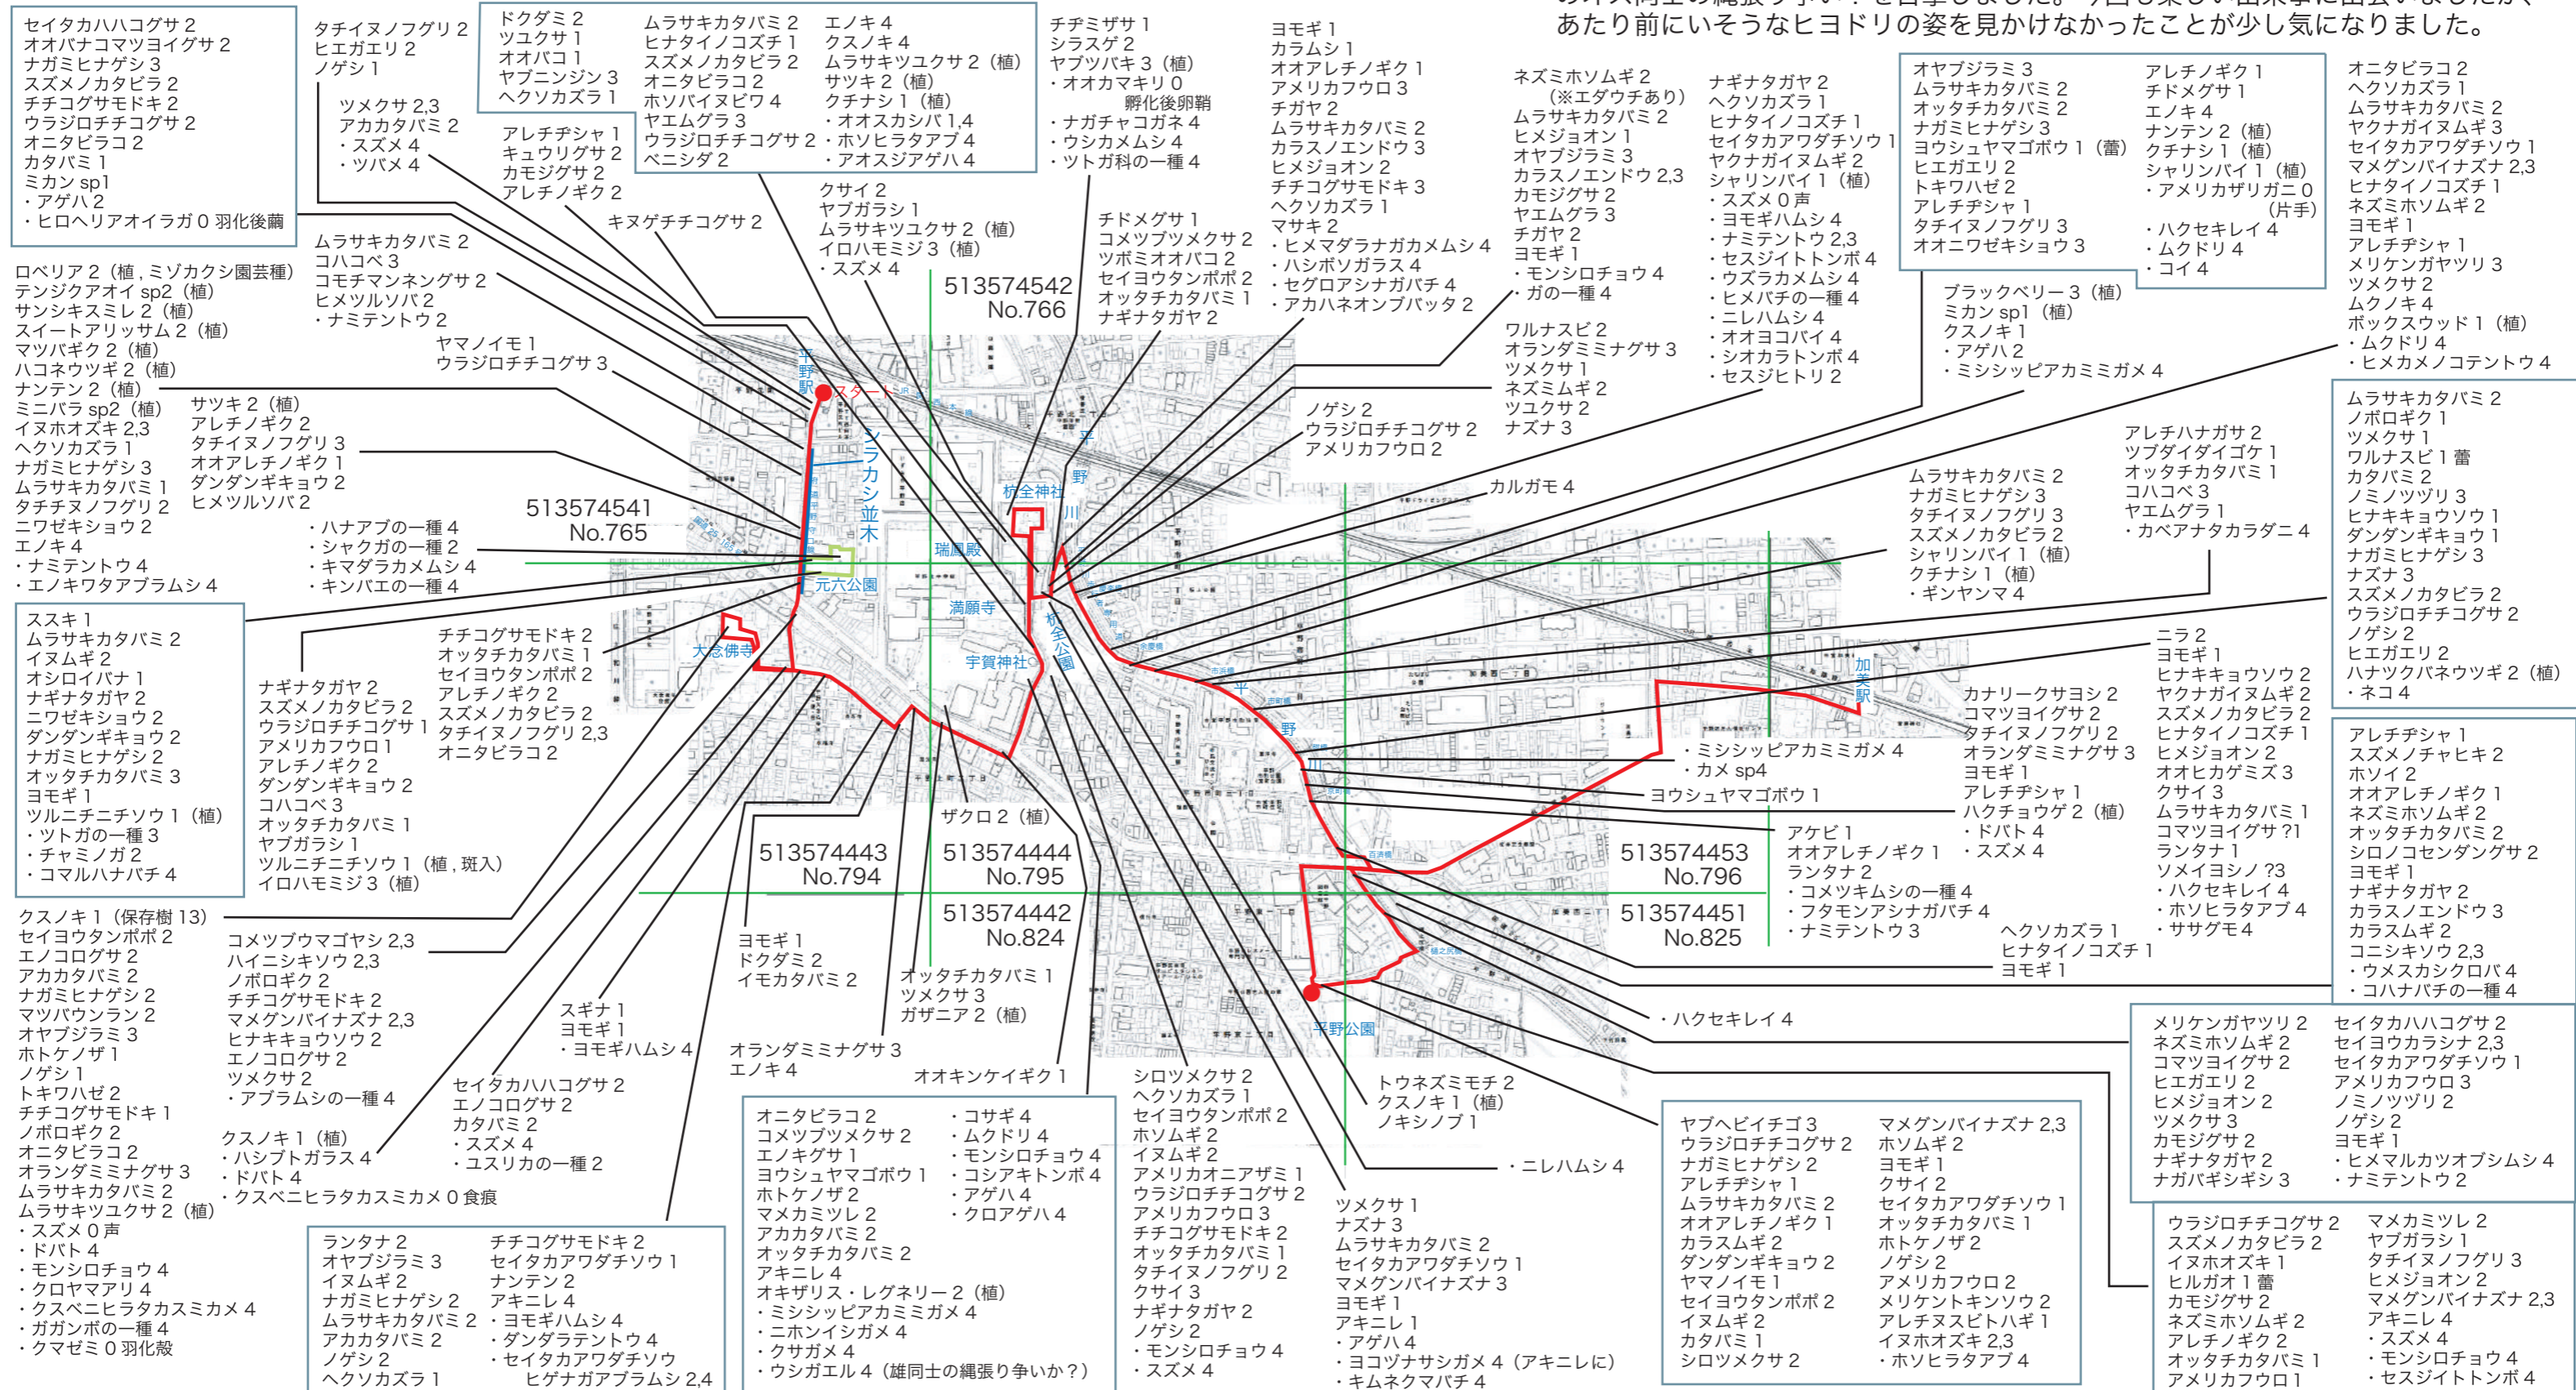 のオス同士の縄張り争い？を目撃しました。今回も楽しい出来事に出会いましたが、
あたり前にいそうなヒヨドリの姿を見かけなかったことが少し気になりました。
セイタカハハコグサ 2
オオバナコマツヨイグサ 2
ナガミヒナゲシ 3
スズメノカタビラ 2
チチコグサモドキ 2
ウラジロチチコグサ 2
オニタビラコ 2
カタバミ 1
ミカン sp1
・アゲハ 2
・ヒロヘリアオイラガ 0 羽化後繭
タチイヌノフグリ 2
ヒエガエリ 2
ノゲシ 1
ツメクサ 2,3
アカカタバミ 2
・スズメ 4
・ツバメ 4
ドクダミ 2
ツユクサ 1
オオバコ 1
ヤブニンジン 3
ヘクソカズラ 1
ムラサキカタバミ 2
ヒナタイノコズチ 1
スズメノカタビラ 2
オニタビラコ 2
ホソバイヌビワ 4
ヤエムグラ 3
ウラジロチチコグサ 2
ベニシダ 2
エノキ 4
クスノキ 4
ムラサキツユクサ 2（植）
サツキ 2（植）
クチナシ 1（植）
・オオスカシバ 1,4
・ホソヒラタアブ 4
・アオスジアゲハ 4
アレチヂシャ 1
キュウリグサ 2
カモジグサ 2
アレチノギク 2
キヌゲチチコグサ 2
クサイ 2
ヤブガラシ 1
ムラサキツユクサ 2（植）
イロハモミジ 3（植）
・スズメ 4
チヂミザサ 1
シラスゲ 2
ヤブツバキ 3（植）
・オオカマキリ 0
孵化後卵鞘
・ナガチャコガネ 4
・ウシカメムシ 4
・ツトガ科の一種 4
チドメグサ 1
コメツブツメクサ 2
ツボミオオバコ 2
セイヨウタンポポ 2
オッタチカタバミ 1
ナギナタガヤ 2
ヨモギ 1
カラムシ 1
オオアレチノギク 1
アメリカフウロ 3
チガヤ 2
ムラサキカタバミ 2
カラスノエンドウ 3
ヒメジョオン 2
チチコグサモドキ 3
ヘクソカズラ 1
マサキ 2
・ヒメマダラナガカメムシ 4
・ハシボソガラス 4
・セグロアシナガバチ 4
・アカハネオンブバッタ 2
ネズミホソムギ 2
（※エダウチあり）
ムラサキカタバミ 2
ヒメジョオン 1
オヤブジラミ 3
カラスノエンドウ 2,3
カモジグサ 2
ヤエムグラ 3
チガヤ 2
ヨモギ 1
・モンシロチョウ 4
・ガの一種 4
ワルナスビ 2
オランダミミナグサ 3
ツメクサ 1
ネズミムギ 2
ツユクサ 2
ナズナ 3
ノゲシ 2
ウラジロチチコグサ 2
アメリカフウロ 2
カルガモ 4
ナギナタガヤ 2
ヘクソカズラ 1
ヒナタイノコズチ 1
セイタカアワダチソウ 1
ヤクナガイヌムギ 2
シャリンバイ 1（植）
・スズメ 0 声
・ヨモギハムシ 4
・ナミテントウ 2,3
・セスジイトトンボ 4
・ウズラカメムシ 4
・ヒメバチの一種 4
・ニレハムシ 4
・オオヨコバイ 4
・シオカラトンボ 4
・セスジヒトリ 2
オヤブジラミ 3
ムラサキカタバミ 2
オッタチカタバミ 2
ナガミヒナゲシ 3
ヨウシュヤマゴボウ 1（蕾）
ヒエガエリ 2
トキワハゼ 2
アレチヂシャ 1
タチイヌノフグリ 3
オオニワゼキショウ 3
アレチノギク 1
チドメグサ 1
エノキ 4
ナンテン 2（植）
クチナシ 1（植）
シャリンバイ 1（植）
・アメリカザリガニ 0
（片手）
・ハクセキレイ 4
・ムクドリ 4
・コイ 4
ブラックベリー 3（植）
ミカン sp1（植）
クスノキ 1
・アゲハ 2
・ミシシッピアカミミガメ 4
オニタビラコ 2
ヘクソカズラ 1
ムラサキカタバミ 2
ヤクナガイヌムギ 3
セイタカアワダチソウ 1
マメグンバイナズナ 2,3
ヒナタイノコズチ 1
ネズミホソムギ 2
ヨモギ 1
アレチヂシャ 1
メリケンガヤツリ 3
ツメクサ 2
ムクノキ 4
ボックスウッド 1（植）
・ムクドリ 4
・ヒメカメノコテントウ 4
ムラサキカタバミ 2
コハコベ 3
コモチマンネングサ 2
ヒメツルソバ 2
・ナミテントウ 2
ロベリア 2（植 , ミゾカクシ園芸種）
テンジクアオイ sp2（植）
サンシキスミレ 2（植）
スイートアリッサム 2（植）
マツバギク 2（植）
ハコネウツギ 2（植）
ナンテン 2（植）
ミニバラ sp2（植）
イヌホオズキ 2,3
ヘクソカズラ 1
ナガミヒナゲシ 3
ムラサキカタバミ 1
タチチヌノフグリ 2
ニワゼキショウ 2
エノキ 4
・ナミテントウ 4
・エノキワタアブラムシ 4
ヤマノイモ 1
ウラジロチチコグサ 3
サツキ 2（植）
アレチノギク 2
タチイヌノフグリ 3
オオアレチノギク 1
ダンダンギキョウ 2
ヒメツルソバ 2
・ハナアブの一種 4
・シャクガの一種 2
・キマダラカメムシ 4
・キンバエの一種 4
513574541
No.765
513574542
No.766
平野駅
スタート
シラカシ並木
杭全神社
平野川
瑞鳳殿
元六公園
満願寺
大念佛寺
宇賀神社
杭全公園
平野川
加美駅
平野公園
ススキ 1
ムラサキカタバミ 2
イヌムギ 2
オシロイバナ 1
ナギナタガヤ 2
ニワゼキショウ 2
ダンダンギキョウ 2
ナガミヒナゲシ 2
オッタチカタバミ 3
ヨモギ 1
ツルニチニチソウ 1（植）
・ツトガの一種 3
・チャミノガ 2
・コマルハナバチ 4
ナギナタガヤ 2
スズメノカタビラ 2
ウラジロチチコグサ 1
アメリカフウロ 1
アレチノギク 2
ダンダンギキョウ 2
コハコベ 3
オッタチカタバミ 1
ヤブガラシ 1
ツルニチニチソウ 1（植 , 斑入）
イロハモミジ 3（植）
チチコグサモドキ 2
オッタチカタバミ 1
セイヨウタンポポ 2
アレチノギク 2
スズメノカタビラ 2
タチイヌノフグリ 2,3
オニタビラコ 2
ザクロ 2（植）
513574443
No.794
513574444
No.795
513574442
No.824
513574453
No.796
513574451
No.825
ムラサキカタバミ 2
ナガミヒナゲシ 3
タチイヌノフグリ 3
スズメノカタビラ 2
シャリンバイ 1（植）
クチナシ 1（植）
・ギンヤンマ 4
アレチハナガサ 2
ツブダイダイゴケ 1
オッタチカタバミ 1
コハコベ 3
ヤエムグラ 1
・カベアナタカラダニ 4
ムラサキカタバミ 2
ノボロギク 1
ツメクサ 1
ワルナスビ 1 蕾
カタバミ 2
ノミノツヅリ 3
ヒナキキョウソウ 1
ダンダンギキョウ 1
ナガミヒナゲシ 3
ナズナ 3
スズメノカタビラ 2
ウラジロチチコグサ 2
ノゲシ 2
ヒエガエリ 2
ハナツクバネウツギ 2（植）
・ネコ 4
ニラ 2
ヨモギ 1
ヒナキキョウソウ 2
ヤクナガイヌムギ 2
スズメノカタビラ 2
ヒナタイノコズチ 1
ヒメジョオン 2
オオヒカゲミズ 3
クサイ 3
ムラサキカタバミ 1
コマツヨイグサ ?1
ランタナ 1
ソメイヨシノ ?3
・ハクセキレイ 4
・ホソヒラタアブ 4
・ササグモ 4
カナリークサヨシ 2
コマツヨイグサ 2
タチイヌノフグリ 2
オランダミミナグサ 3
ヨモギ 1
アレチヂシャ 1
ハクチョウゲ 2（植）
・ドバト 4
・スズメ 4
・ミシシッピアカミミガメ 4
・カメ sp4
ヨウシュヤマゴボウ 1
アケビ 1
オオアレチノギク 1
ランタナ 2
・コメツキムシの一種 4
・フタモンアシナガバチ 4
・ナミテントウ 3
ヘクソカズラ 1
ヒナタイノコズチ 1
ヨモギ 1
アレチヂシャ 1
スズメノチャヒキ 2
ホソイ 2
オオアレチノギク 1
ネズミホソムギ 2
オッタチカタバミ 2
シロノコセンダングサ 2
ヨモギ 1
ナギナタガヤ 2
カラスノエンドウ 3
カラスムギ 2
コニシキソウ 2,3
・ウメスカシクロバ 4
・コハナバチの一種 4
・ハクセキレイ 4
クスノキ 1（保存樹 13）
セイヨウタンポポ 2
エノコログサ 2
アカカタバミ 2
ナガミヒナゲシ 2
マツバウンラン 2
オヤブジラミ 3
ホトケノザ 1
ノゲシ 1
トキワハゼ 2
チチコグサモドキ 1
ノボロギク 2
オニタビラコ 2
オランダミミナグサ 3
ムラサキカタバミ 2
ムラサキツユクサ 2（植）
・スズメ 0 声
・ドバト 4
・モンシロチョウ 4
・クロヤマアリ 4
・クスベニヒラタカスミカメ 4
・ガガンボの一種 4
・クマゼミ 0 羽化殻
コメツブウマゴヤシ 2,3
ハイニシキソウ 2,3
ノボロギク 2
チチコグサモドキ 2
マメグンバイナズナ 2,3
ヒナキキョウソウ 2
エノコログサ 2
ツメクサ 2
・アブラムシの一種 4
クスノキ 1（植）
・ハシブトガラス 4
・ドバト 4
・クスベニヒラタカスミカメ 0 食痕
セイタカハハコグサ 2
エノコログサ 2
カタバミ 2
・スズメ 4
・ユスリカの一種 2
スギナ 1
ヨモギ 1
・ヨモギハムシ 4
ヨモギ 1
ドクダミ 2
イモカタバミ 2
オランダミミナグサ 3
エノキ 4
オッタチカタバミ 1
ツメクサ 3
ガザニア 2（植）
オオキンケイギク 1
ランタナ 2
オヤブジラミ 3
イヌムギ 2
ナガミヒナゲシ 2
ムラサキカタバミ 2
アカカタバミ 2
ノゲシ 2
ヘクソカズラ 1
チチコグサモドキ 2
セイタカアワダチソウ 1
ナンテン 2
アキニレ 4
・ヨモギハムシ 4
・ダンダラテントウ 4
・セイタカアワダチソウ
ヒゲナガアブラムシ 2,4
オニタビラコ 2
コメツブツメクサ 2
エノキグサ 1
ヨウシュヤマゴボウ 1
ホトケノザ 2
マメカミツレ 2
アカカタバミ 2
オッタチカタバミ 2
アキニレ 4
オキザリス・レグネリー 2（植）
・ミシシッピアカミミガメ 4
・ニホンイシガメ 4
・クサガメ 4
・ウシガエル 4（雄同士の縄張り争いか？）
・コサギ 4
・ムクドリ 4
・モンシロチョウ 4
・コシアキトンボ 4
・アゲハ 4
・クロアゲハ 4
シロツメクサ 2
ヘクソカズラ 1
セイヨウタンポポ 2
ホソムギ 2
イヌムギ 2
アメリカオニアザミ 1
ウラジロチチコグサ 2
アメリカフウロ 3
チチコグサモドキ 2
オッタチカタバミ 1
タチイヌノフグリ 2
クサイ 3
ナギナタガヤ 2
ノゲシ 2
・モンシロチョウ 4
・スズメ 4
トウネズミモチ 2
クスノキ 1（植）
ノキシノブ 1
・ニレハムシ 4
ツメクサ 1
ナズナ 3
ムラサキカタバミ 2
セイタカアワダチソウ 1
マメグンバイナズナ 3
ヨモギ 1
アキニレ 1
・アゲハ 4
・ヨコヅナサシガメ 4（アキニレに）
・キムネクマバチ 4
ヤブヘビイチゴ 3
ウラジロチチコグサ 2
ナガミヒナゲシ 2
アレチヂシャ 1
ムラサキカタバミ 2
オオアレチノギク 1
カラスムギ 2
ダンダンギキョウ 2
ヤマノイモ 1
セイヨウタンポポ 2
イヌムギ 2
カタバミ 1
シロツメクサ 2
マメグンバイナズナ 2,3
ホソムギ 2
ヨモギ 1
クサイ 2
セイタカアワダチソウ 1
オッタチカタバミ 1
ホトケノザ 2
ノゲシ 2
アメリカフウロ 2
メリケントキンソウ 2
アレチヌスビトハギ 1
イヌホオズキ 2,3
・ホソヒラタアブ 4
メリケンガヤツリ 2
ネズミホソムギ 2
コマツヨイグサ 2
ヒエガエリ 2
ヒメジョオン 2
ツメクサ 3
カモジグサ 2
ナギナタガヤ 2
ナガバギシギシ 3
セイタカハハコグサ 2
セイヨウカラシナ 2,3
セイタカアワダチソウ 1
アメリカフウロ 3
ノミノツヅリ 2
ノゲシ 2
ヨモギ 1
・ヒメマルカツオブシムシ 4
・ナミテントウ 2
ウラジロチチコグサ 2
スズメノカタビラ 2
イヌホオズキ 1
ヒルガオ 1 蕾
カモジグサ 2
ネズミホソムギ 2
アレチノギク 2
オッタチカタバミ 1
アメリカフウロ 1
マメカミツレ 2
ヤブガラシ 1
タチイヌノフグリ 3
ヒメジョオン 2
マメグンバイナズナ 2,3
アキニレ 4
・スズメ 4
・モンシロチョウ 4
・セスジイトトンボ 4